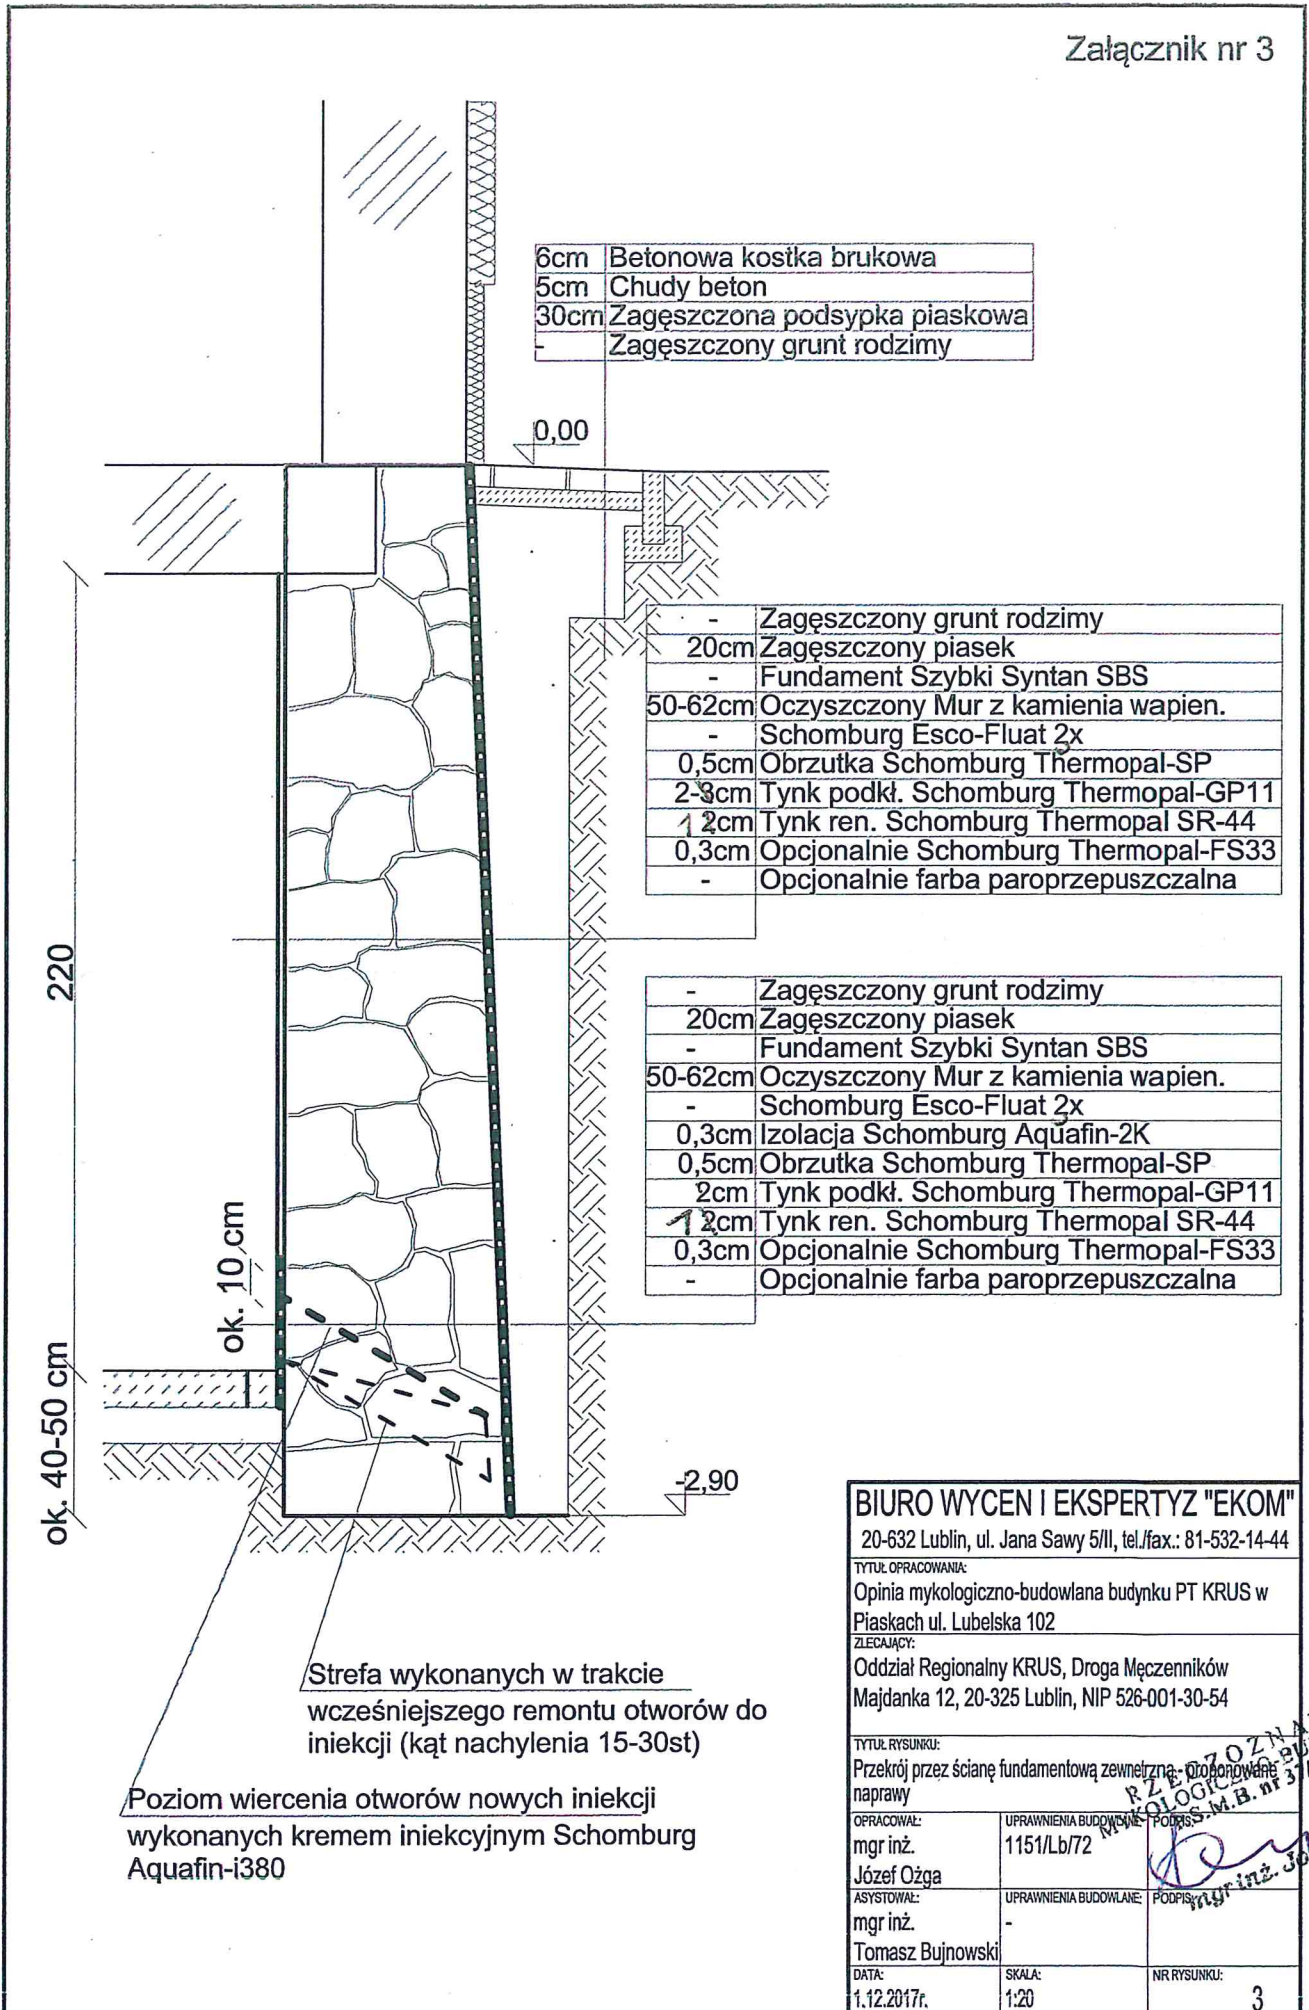 Załącznik nr 3
6cm Betonowa kostka brukowa
5cm Chudy beton
30cm Zagęszczona podsypka piaskowa
- Zagęszczony grunt rodzimy
0,00
- Zagęszczony grunt rodzimy
20cm Zagęszczony piasek
- Fundament Szybki Syntan SBS
50-62cm Oczyszczony Mur z kamienia wapien.
- Schomburg Esco-Fluat 2x
0,5cm Obrzutka Schomburg Thermopal-SP
2-3cm Tynk podkł. Schomburg Thermopal-GP11
1 2cm Tynk ren. Schomburg Thermopal SR-44
0,3cm Opcjonalnie Schomburg Thermopal-FS33
- Opcjonalnie farba paroprzepuszczalna
220
- Zagęszczony grunt rodzimy
20cm Zagęszczony piasek
- Fundament Szybki Syntan SBS
50-62cm Oczyszczony Mur z kamienia wapien.
- Schomburg Esco-Fluat 2x
0,3cm Izolacja Schomburg Aquafin-2K
0,5cm Obrzutka Schomburg Thermopal-SP
2cm Tynk podkł. Schomburg Thermopal-GP11
1 2cm Tynk ren. Schomburg Thermopal SR-44
0,3cm Opcjonalnie Schomburg Thermopal-FS33
- Opcjonalnie farba paroprzepuszczalna
ok. 10 cm
ok. 40-50 cm
-2,90
Strefa wykonanych w trakcie
wcześniejszego remontu otworów do
iniekcji (kąt nachylenia 15-30st)
Poziom wiercenia otworów nowych iniekcji
wykonanych kremem iniekcyjnym Schomburg
Aquafin-i380
BIURO WYCEN I EKSPERTYZ "EKOM"
20-632 Lublin, ul. Jana Sawy 5/II, tel./fax.: 81-532-14-44
TYTUŁ OPRACOWANIA:
Opinia mykologiczno-budowlana budynku PT KRUS w
Piaskach ul. Lubelska 102
ZLECAJĄCY:
Oddział Regionalny KRUS, Droga Męczenników
Majdanka 12, 20-325 Lublin, NIP 526-001-30-54
TYTUŁ RYSUNKU:
Przekrój przez ścianę fundamentową zewnetrzną- proponowane
naprawy
OPRACOWAŁ: UPRAWNIENIA BUDOWLANE: PODPIS:
mgr inż. 1151/Lb/72
Józef Ożga
mgr inż.
ASYSTOWAŁ: UPRAWNIENIA BUDOWLANE: PODPIS:
mgr inż. -
Tomasz Bujnowski
DATA: SKALA: NR RYSUNKU:
1.12.2017r. 1:20 3